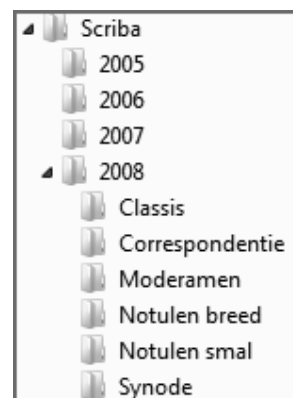 Scriba
2005
2006
2007
2008
Classis
Correspondentie
Moderamen
Notulen breed
Notulen smal
Synode